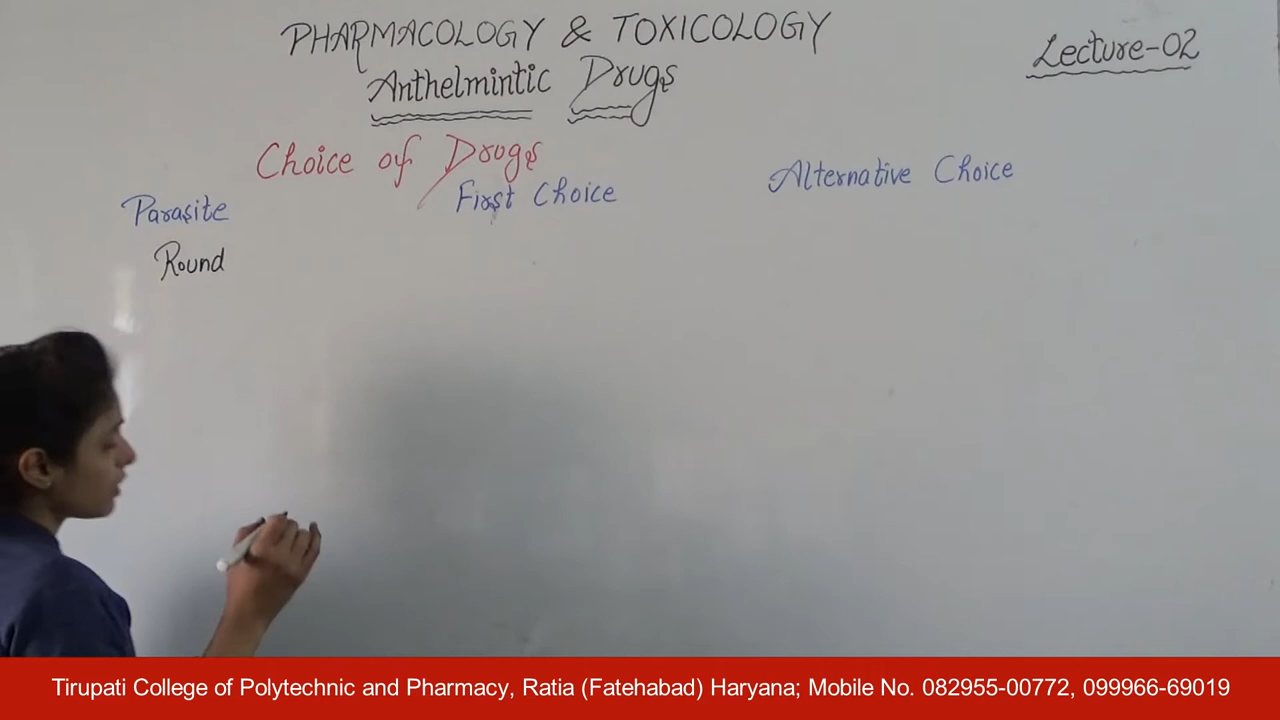 PHARMACOLOGY & TOXICOLOGY
Lecture-02
Anthelmintic Drugs
Choice of Drugs
Parasite First Choice Alternative Choice
Round
Tirupati College of Polytechnic and Pharmacy, Ratia (Fatehabad) Haryana; Mobile No. 082955-00772, 099966-69019